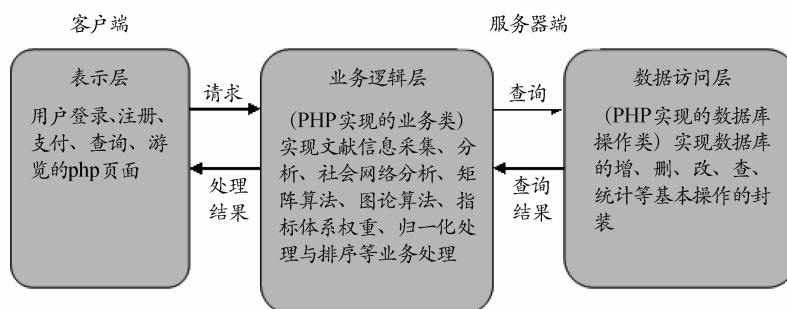 客户端
服务器端
表示层
用户登录、注册、
支付、查询、游
览的php页面
请求
处理
结果
业务逻辑层
（PHP实现的业务类）
实现文献信息采集、分
析、社会网络分析、矩
阵算法、图论算法、指
标体系权重、归一化处
理与排序等业务处理
查询
查询
结果
数据访问层
（PHP实现的数据库
操作类）实现数据库
的增、删、改、查、
统计等基本操作的封
装